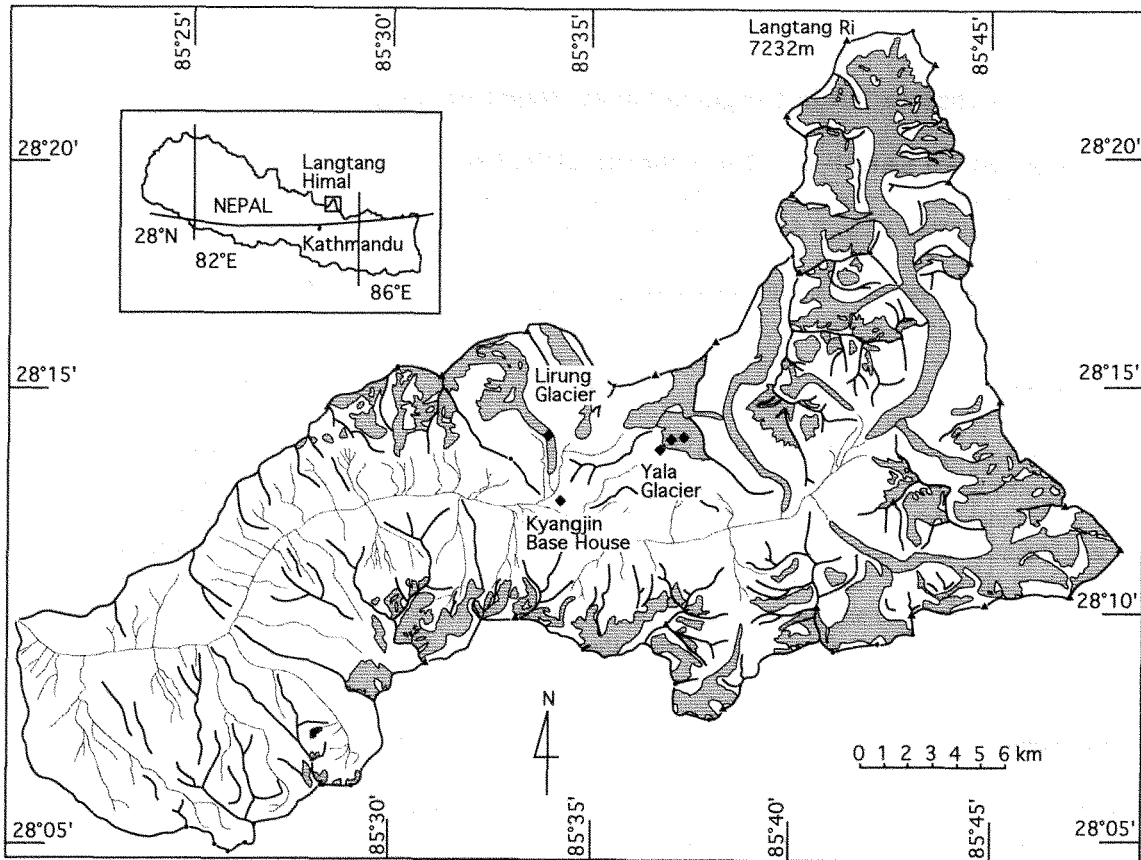 85°25'
85°30'
85°35'
Langtang Ri
7232m
85°45'
28°20'
28°20'
Langtang
Himal
NEPAL
28°N
Kathmandu
82°E
86°E
28°15'
28°15'
Lirung
Glacier
Yala
Glacier
Kyangjin
Base House
28°10'
28°10'
N
0 1 2 3 4 5 6 km
28°05'
85°30'
85°35'
85°40'
85°45'
28°05'